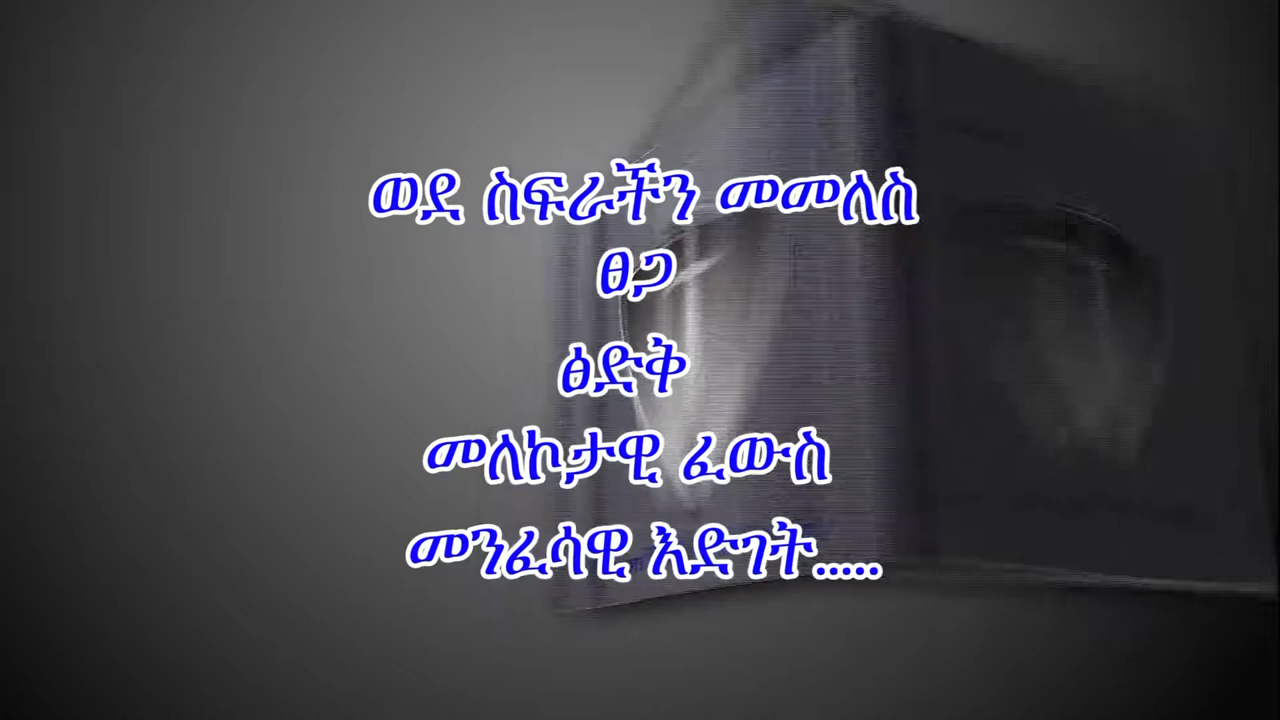 ወደ ስፍራችን መመለስ
ፀጋ
ፅድቅ
መለኮታዊ ፈውስ
መንፈሳዊ እድገት.....